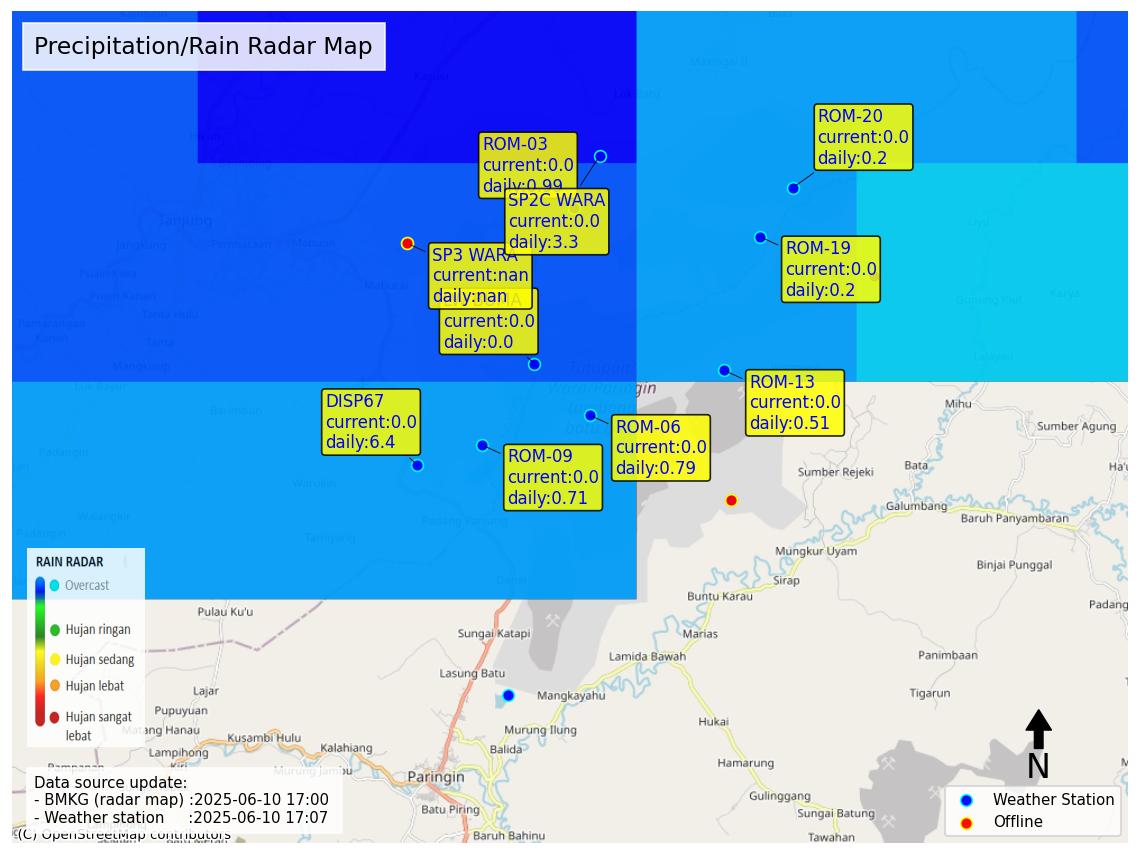 Precipitation/Rain Radar Map
ROM-20
current:0.0
daily:0.2
ROM-03
current:0.0
daily:0.99
SP2C WARA
current:0.0
daily:3.3
ROM-19
current:0.0
daily:0.2
SP3 WARA
current:nan
daily:nan
current:0.0
daily:0.0
ROM-13
current:0.0
daily:0.51
DISP67
current:0.0
daily:6.4
ROM-06
current:0.0
daily:0.79
ROM-09
current:0.0
daily:0.71
Tanjung
Maburai
Warukin
Mihu
Sumber Agung
Bata
Sumber Rejeki
Galumbang
Baruh Panyambaran
Mungkur Uyam
Binjai Punggal
Sirap
Buntu Karau
Padang
Marias
Pulau Ku'u
Sungai Katapi
Lamida Bawah
Panimbaan
Lasung Batu
Tigarun
Lajar
Mangkayahu
Pupuyuan
Matang Hanau
Hukai
Murung Ilung
Kusambi Hulu
Kalahiang
Lampihong
Balida
Hamarung
Murung Jambu
Paringin
Gulinggang
Batu Piring
Sungai Batung
Baruh Bahinu
Tawahan
RAIN RADAR
Overcast
Hujan ringan
Hujan sedang
Hujan lebat
Hujan sangat
lebat
Data source update:
- BMKG (radar map) :2025-06-10 17:00
- Weather station :2025-06-10 17:07
(C) OpenStreetMap contributors
N
Weather Station
Offline